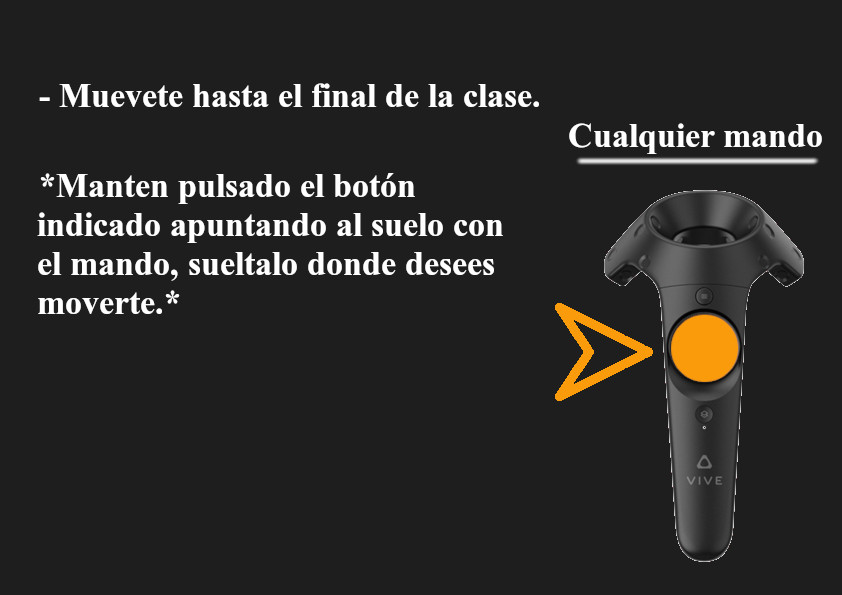 - Muevete hasta el final de la clase.
Cualquier mando
*Manten pulsado el botón
indicado apuntando al suelo con
el mando, sueltalo donde desees
moverte.*
VIVE